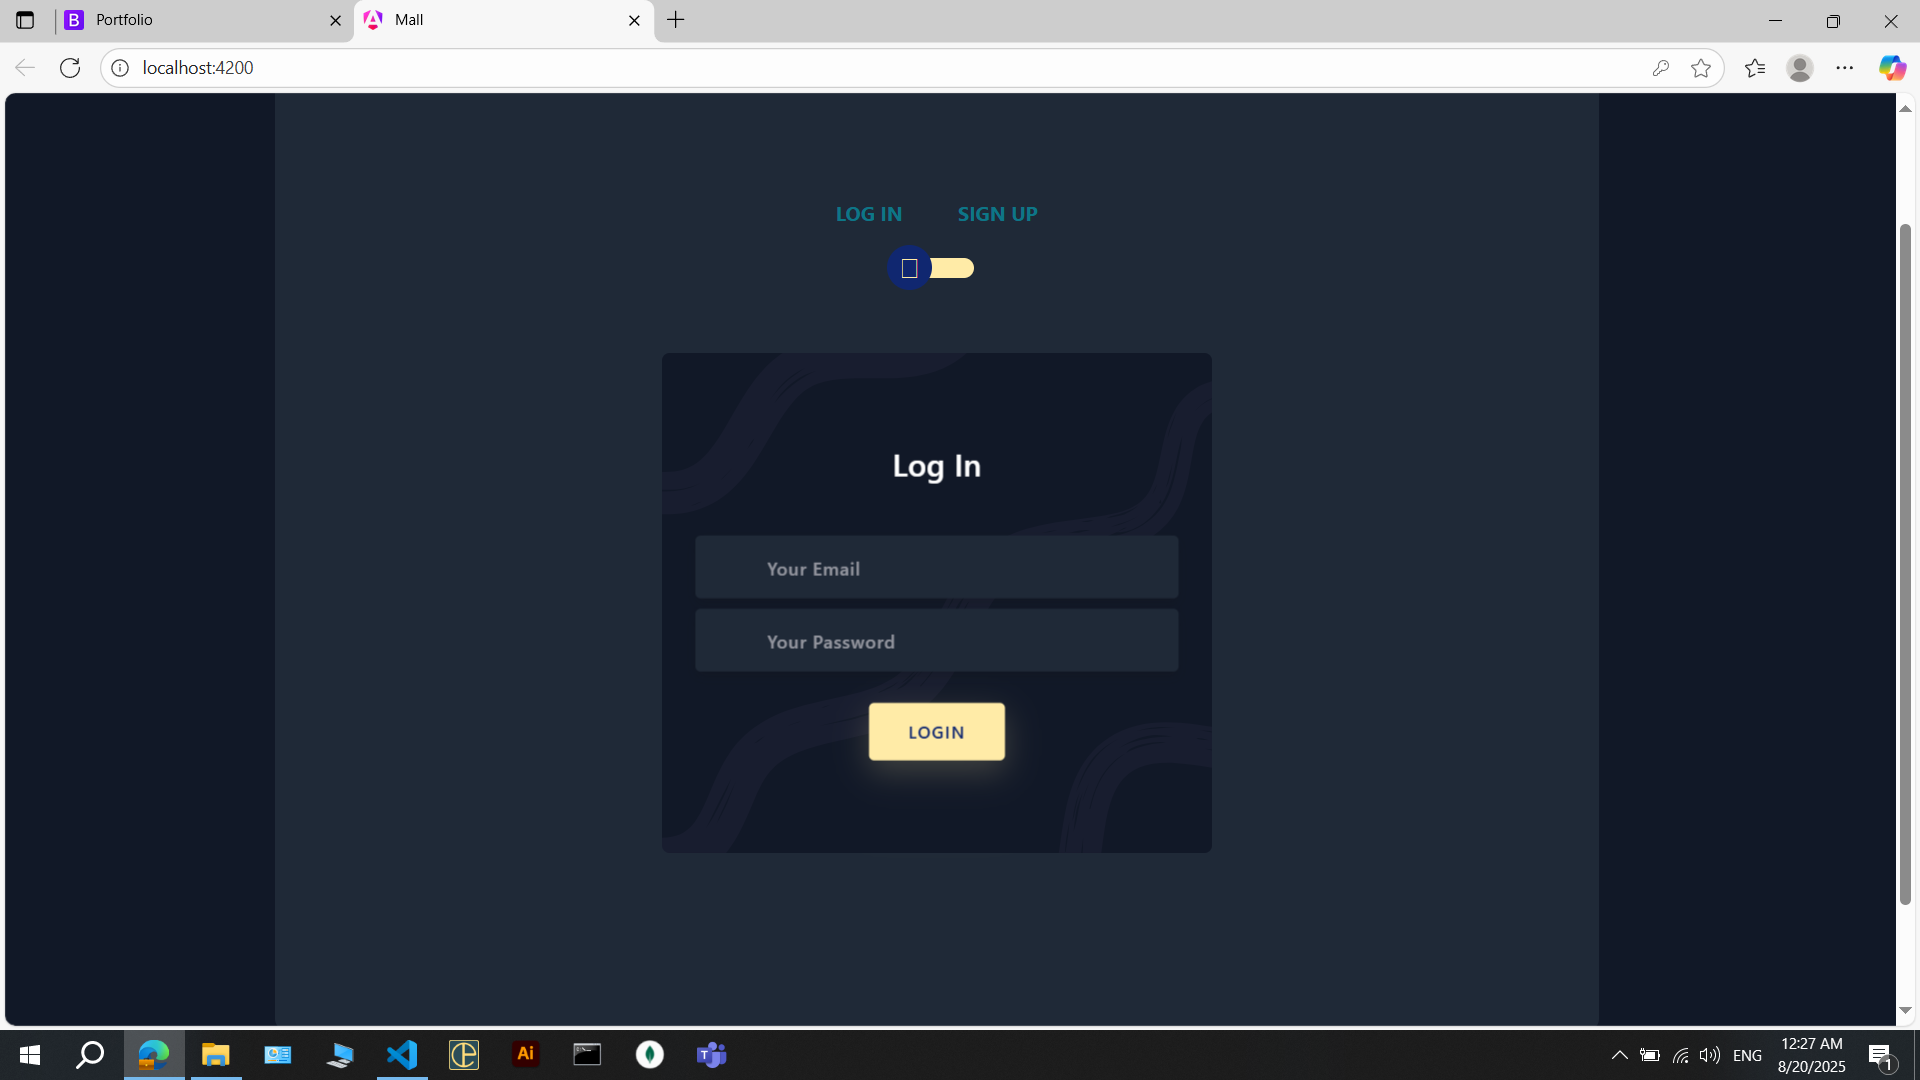 Portfolio
Mall
localhost:4200
LOG IN SIGN UP
Log In
Your Email
Your Password
LOGIN
ENG
12:27 AM
8/20/2025
1